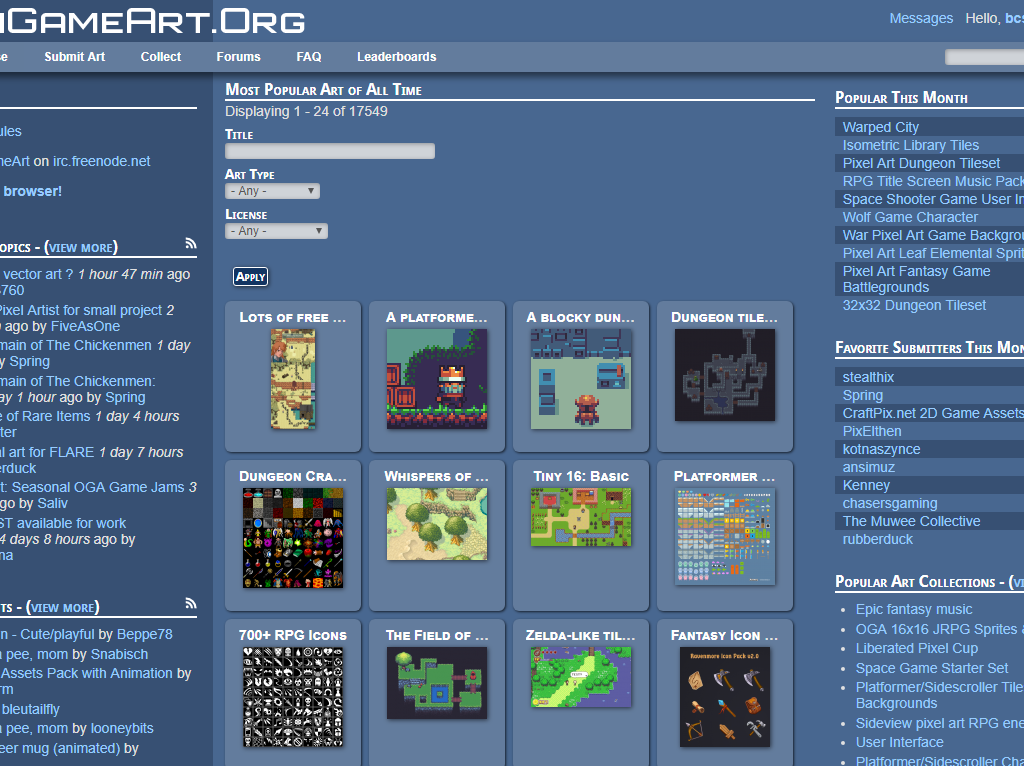 GameArt.Org
Messages Hello, bcs
Submit Art Collect Forums FAQ Leaderboards
ules
meArt on irc.freenode.net
browser!
opics - (view more)
vector art ? 1 hour 47 min ago
4760
Pixel Artist for small project 2
ago by FiveAsOne
main of The Chickenmen 1 day
by Spring
main of The Chickenmen:
ay 1 hour ago by Spring
e of Rare Items 1 day 4 hours
ter
al art for FLARE 1 day 7 hours
erduck
t: Seasonal OGA Game Jams 3
ago by Saliv
ST available for work
4 days 8 hours ago by
na
ts - (view more)
n - Cute/playful by Beppe78
a pee, mom by Snabisch
Assets Pack with Animation by
rm
bleutailfly
a pee, mom by looneybits
eer mug (animated) by
Most Popular Art of All Time
Displaying 1 - 24 of 17549
Title
Art Type
- Any -
License
- Any -
Apply
Lots of free ...
A platforme...
A blocky dun...
Dungeon tile...
Dungeon Cra...
Whispers of ...
Tiny 16: Basic
Platformer ...
700+ RPG Icons
The Field of ...
Zelda-like til...
Fantasy Icon ...
Ravenmore Icon Pack v2.0
Popular This Month
Warped City
Isometric Library Tiles
Pixel Art Dungeon Tileset
RPG Title Screen Music Pack
Space Shooter Game User In
Wolf Game Character
War Pixel Art Game Backgrou
Pixel Art Leaf Elemental Sprit
Pixel Art Fantasy Game
Battlegrounds
32x32 Dungeon Tileset
Favorite Submitters This Mon
stealthix
Spring
CraftPix.net 2D Game Assets
PixElthen
kotnaszynce
ansimuz
Kenney
chasersgaming
The Muwee Collective
rubberduck
Popular Art Collections - (vi
Epic fantasy music
OGA 16x16 JRPG Sprites &
Liberated Pixel Cup
Space Game Starter Set
Platformer/Sidescroller Tile
Backgrounds
Sideview pixel art RPG ene
User Interface
Platformer/Sidescroller Cha